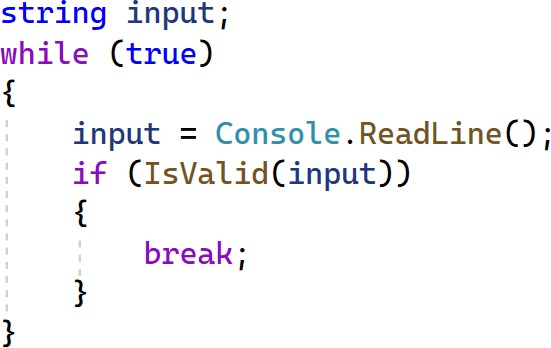 string input;
while (true)
{
    input = Console.ReadLine();
    if (IsValid(input))
    {
        break;
    }
}